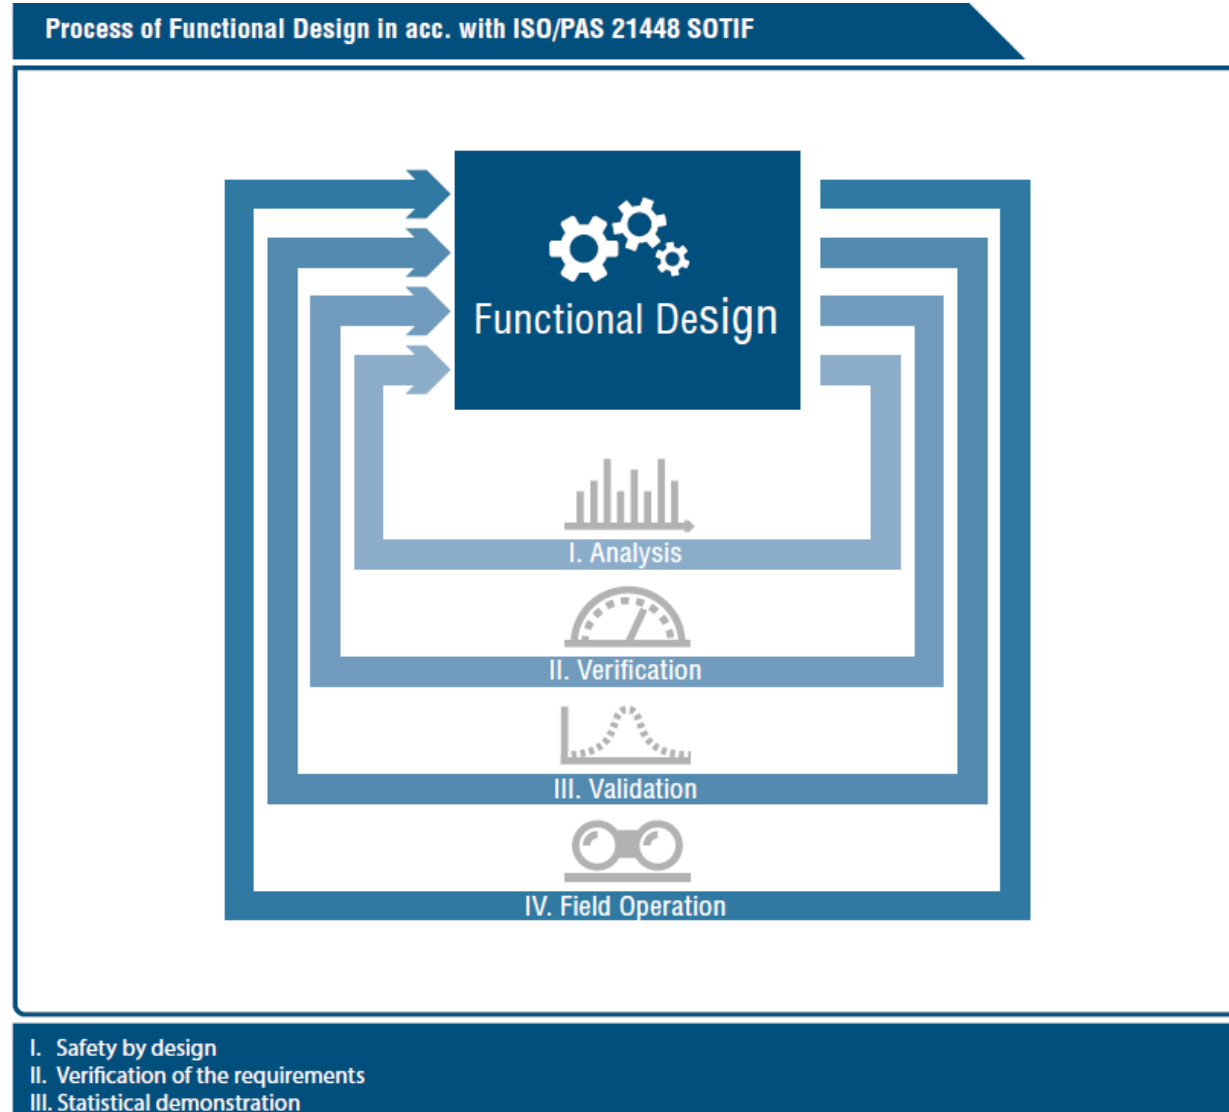 Process of Functional Design in acc. with ISO/PAS 21448 SOTIF
Functional Design
I. Analysis
II. Verification
III. Validation
IV. Field Operation
I. Safety by design
II. Verification of the requirements
III. Statistical demonstration